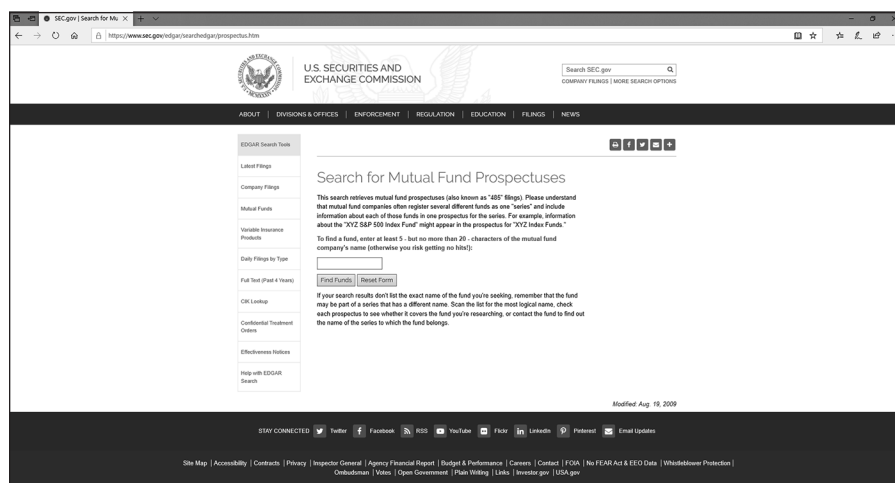 SEC.gov | Search for Mu
https://www.sec.gov/edgar/searchedgar/prospectus.htm
U.S. SECURITIES AND
EXCHANGE COMMISSION
Search SEC.gov
COMPANY FILINGS | MORE SEARCH OPTIONS
ABOUT | DIVISIONS & OFFICES | ENFORCEMENT | REGULATION | EDUCATION | FILINGS | NEWS
EDGAR Search Tools
Latest Filings
Company Filings
Mutual Funds
Variable Insurance
Products
Daily Filings by Type
Full Text (Past 4 Years)
CIK Lookup
Confidential Treatment
Orders
Effectiveness Notices
Help with EDGAR
Search
Search for Mutual Fund Prospectuses
This search retrieves mutual fund prospectuses (also known as "485" filings). Please understand
that mutual fund companies often register several different funds as one "series" and include
information about each of those funds in one prospectus for the series. For example, information
about the "XYZ S&P 500 Index Fund" might appear in the prospectus for "XYZ Index Funds."
To find a fund, enter at least 5 - but no more than 20 - characters of the mutual fund
company's name (otherwise you risk getting no hits!):
Find Funds Reset Form
If your search results don't list the exact name of the fund you're seeking, remember that the fund
may be part of a series that has a different name. Scan the list for the most logical name, check
each prospectus to see whether it covers the fund you're researching, or contact the fund to find out
the name of the series to which the fund belongs.
Modified: Aug. 19, 2009
STAY CONNECTED Twitter Facebook RSS YouTube Flickr LinkedIn Pinterest Email Updates
Site Map | Accessibility | Contracts | Privacy | Inspector General | Agency Financial Report | Budget & Performance | Careers | Contact | FOIA | No FEAR Act & EEO Data | Whistleblower Protection |
Ombudsman | Votes | Open Government | Plain Writing | Links | Investor.gov | USA.gov